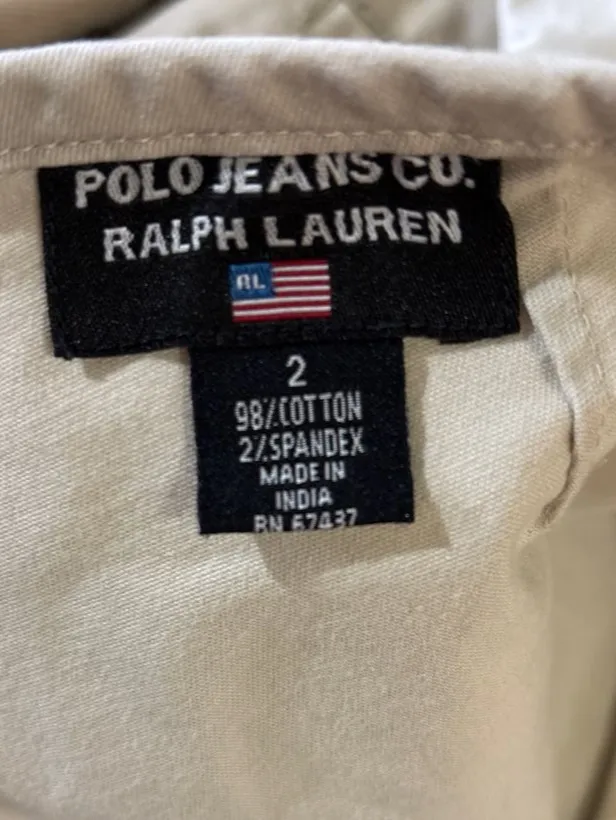 POLO JEANS CO.
RALPH LAUREN
RL
2
98% COTTON
2% SPANDEX
MADE IN
INDIA
RN 67437